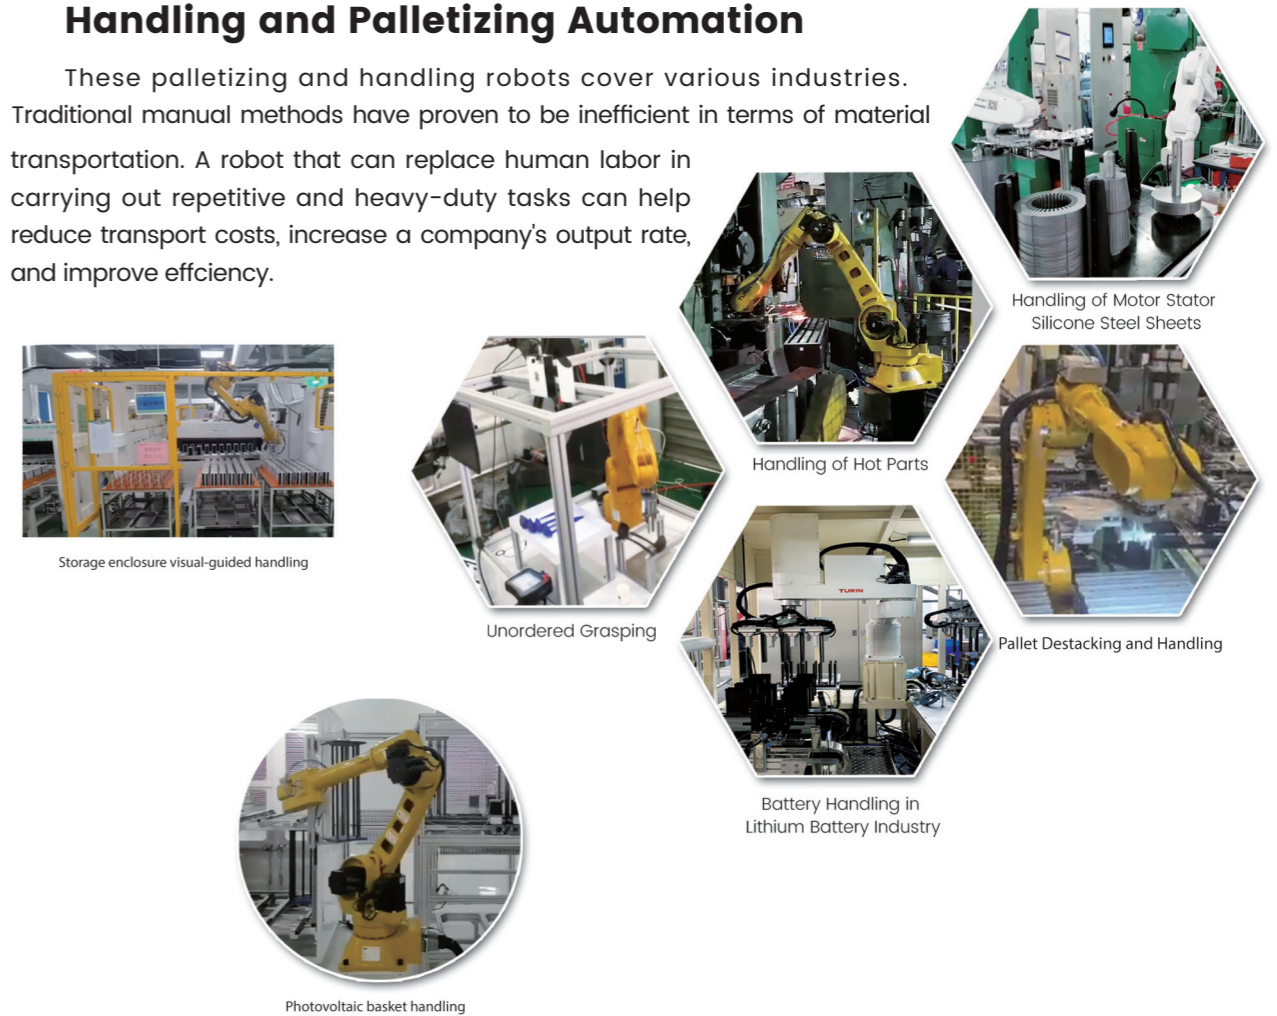 Handling and Palletizing Automation
These palletizing and handling robots cover various industries.
Traditional manual methods have proven to be inefficient in terms of material
transportation. A robot that can replace human labor in
carrying out repetitive and heavy-duty tasks can help
reduce transport costs, increase a company's output rate,
and improve effciency.
Handling of Motor Stator
Silicone Steel Sheets
Handling of Hot Parts
Storage enclosure visual-guided handling
Unordered Grasping
TURIN
Pallet Destacking and Handling
Battery Handling in
Lithium Battery Industry
Photovoltaic basket handling